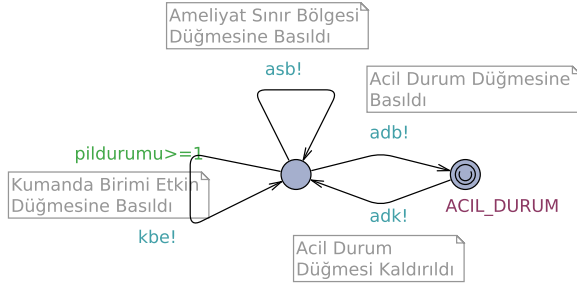 Ameliyat Sınır Bölgesi
Düğmesine Basıldı
asb!
Acil Durum Düğmesine
Basıldı
adb!
pildurumu>=1
Kumanda Birimi Etkin
Düğmesine Basıldı
kbe!
adk!
ACIL_DURUM
Acil Durum
Düğmesi Kaldırıldı